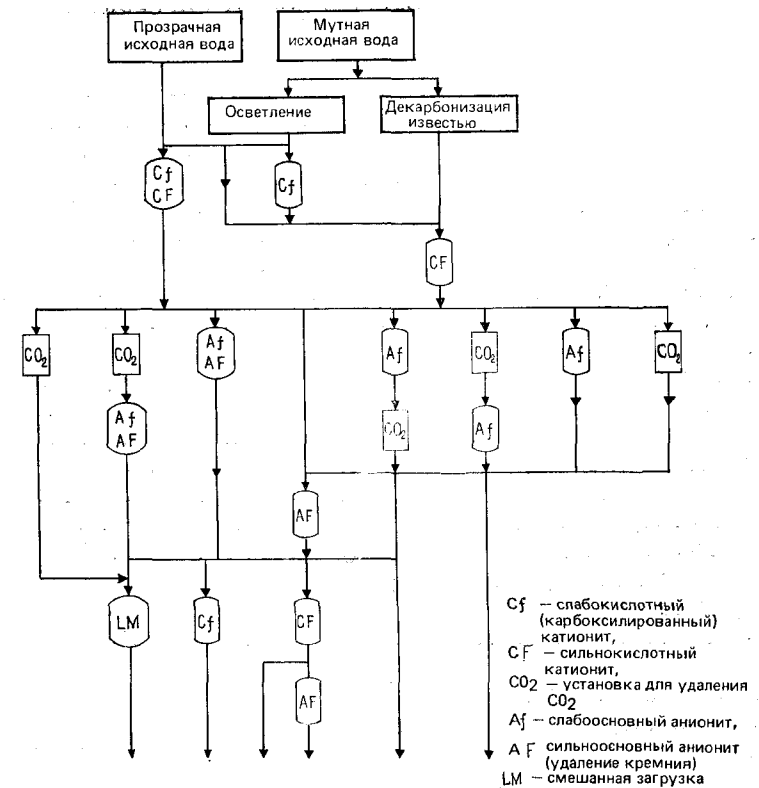 Прозрачная
исходная вода
Мутная
исходная вода
Осветление
Декарбонизация
известью
Cf
CF
Cf
CF
CO2
CO2
Af
AF
Af
CO2
Af
CO2
Af
AF
CO2
Af
AF
LM
Cf
CF
AF
Cf – слабокислотный
(карбоксилированный)
катионит,
CF – сильнокислотный
катионит,
CO2 – установка для удаления
CO2
Af – слабоосновный анионит,
AF сильноосновный анионит
(удаление кремния)
LM – смешанная загрузка